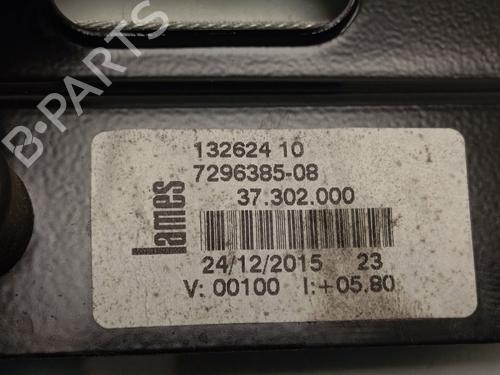 B-PARTS
132624 10
7296385-08
37.302.000
lames
24/12/2015 23
V: 00100 I:+05.80